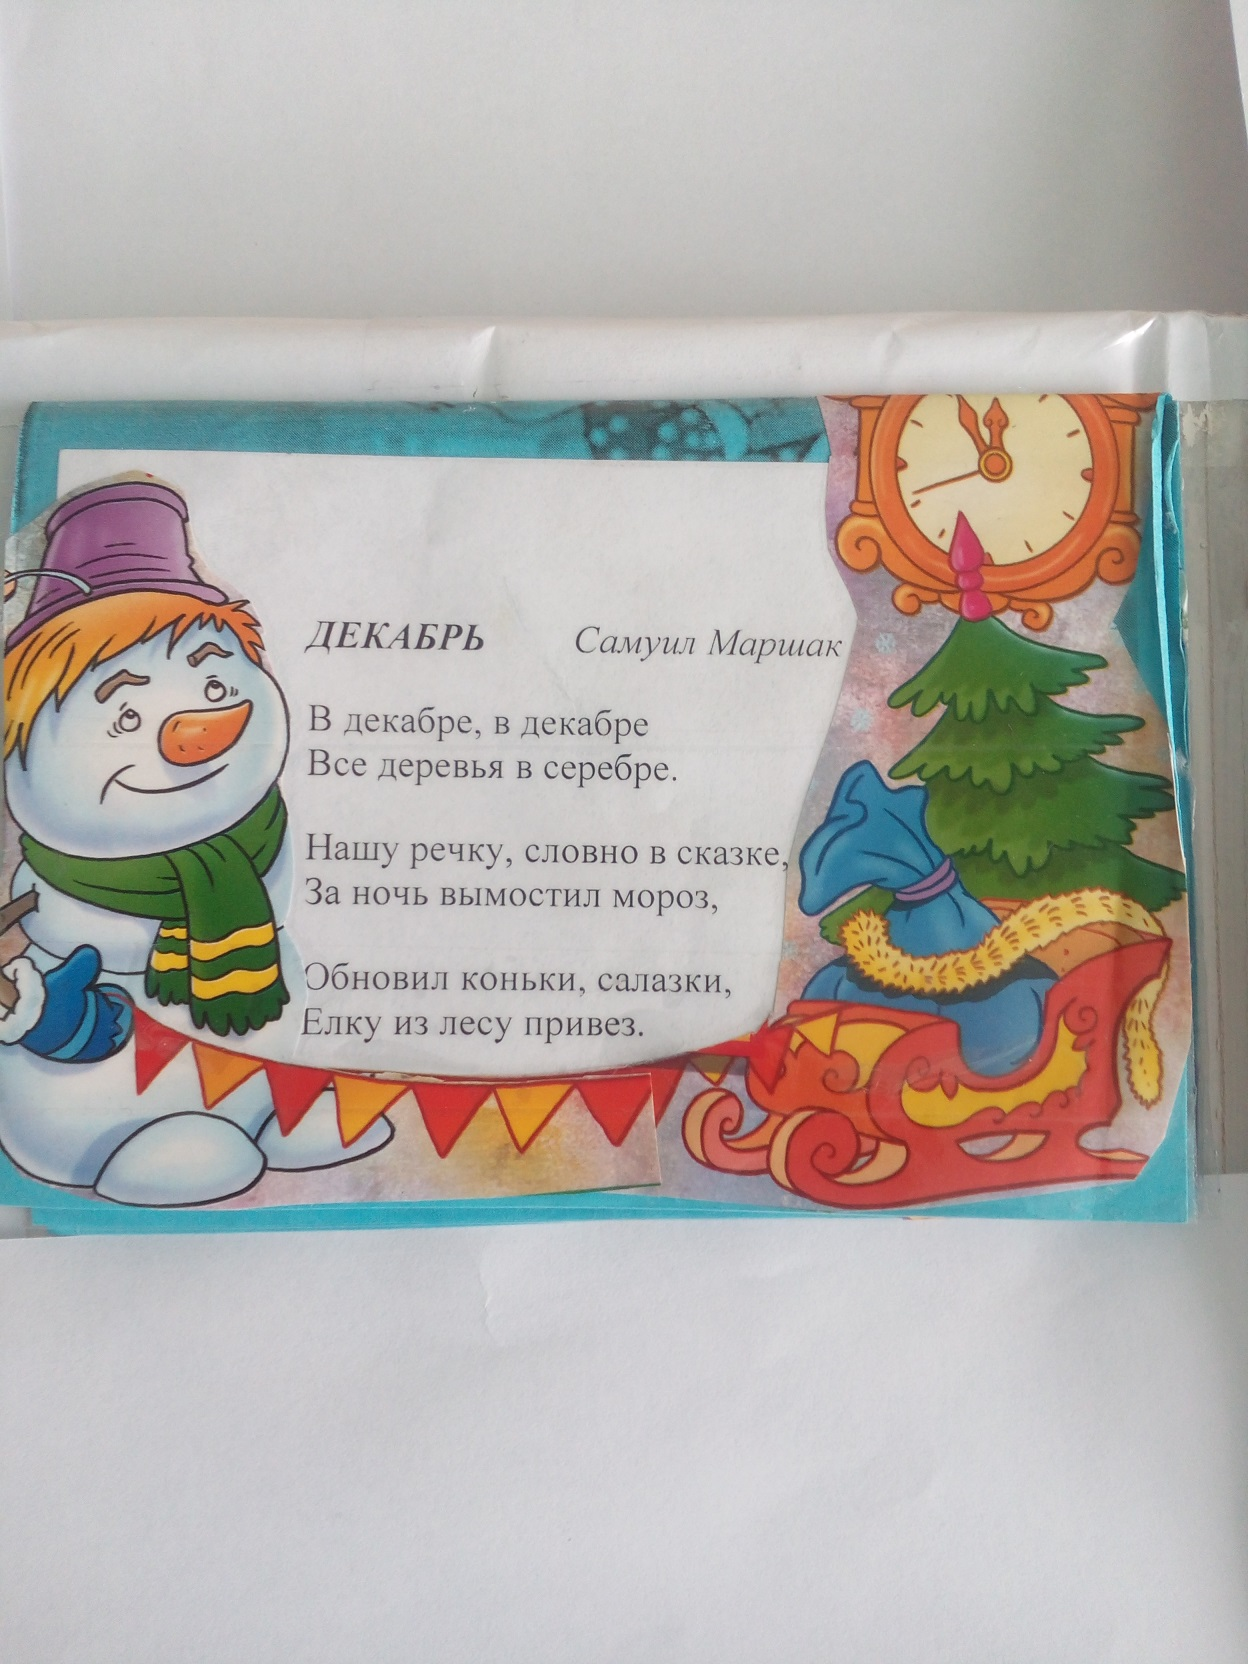 ДЕКАБРЬ Самуил Маршак
В декабре, в декабре
Все деревья в серебре.
Нашу речку, словно в сказке,
За ночь вымостил мороз,
Обновил коньки, салазки,
Елку из лесу привез.